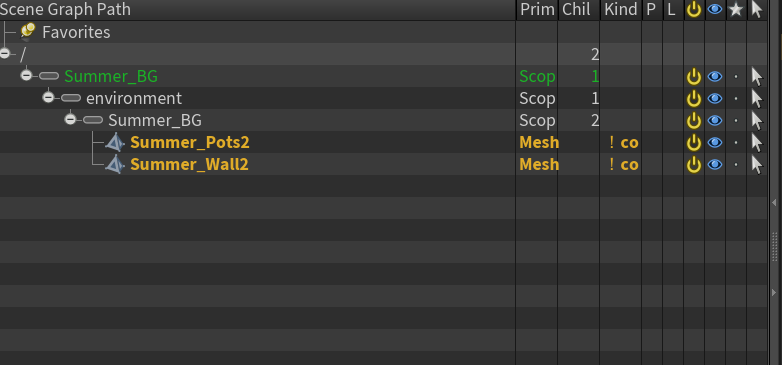 Scene Graph Path Prim Chil Kind P L
Favorites
/ 2
Summer_BG Scop 1
environment Scop 1
Summer_BG Scop 2
Summer_Pots2 Mesh ! co
Summer_Wall2 Mesh ! co